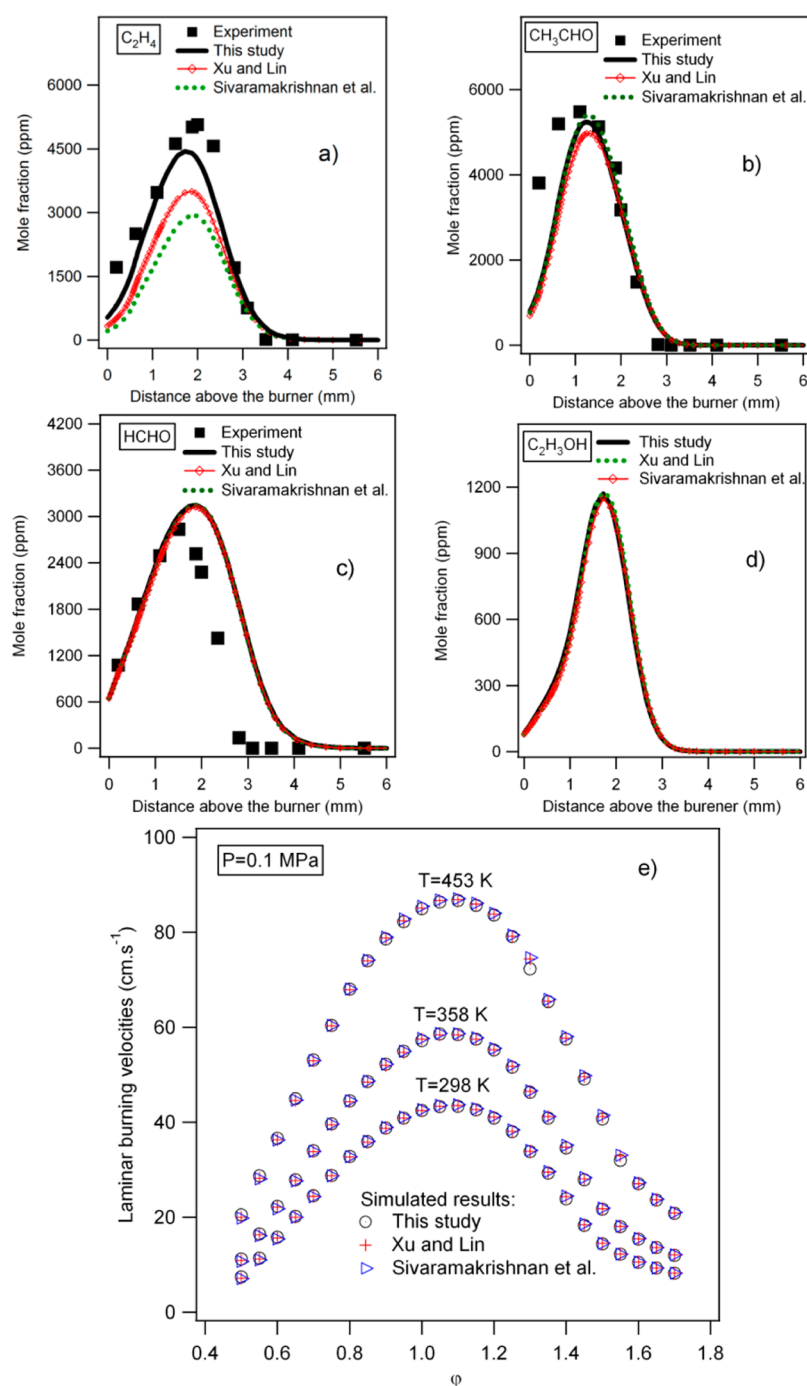 C2H4
Experiment
This study
Xu and Lin
Sivaramakrishnan et al.
a)
6000
4500
3000
1500
0
Mole fraction (ppm)
0 1 2 3 4 5 6
Distance above the burner (mm)
CH3CHO
Experiment
This study
Xu and Lin
Sivaramakrishnan et al.
b)
6000
4000
2000
0
Mole fraction (ppm)
0 1 2 3 4 5 6
Distance above the burner (mm)
HCHO
Experiment
This study
Xu and Lin
Sivaramakrishnan et al.
c)
4200
3600
3000
2400
1800
1200
600
0
Mole fraction (ppm)
0 1 2 3 4 5 6
Distance above the burner (mm)
C2H3OH
This study
Xu and Lin
Sivaramakrishnan et al.
d)
1200
900
600
300
0
Mole fraction (ppm)
0 1 2 3 4 5 6
Distance above the burener (mm)
P=0.1 MPa
e)
T=453 K
T=358 K
T=298 K
Simulated results:
This study
Xu and Lin
Sivaramakrishnan et al.
100
80
60
40
20
0
Laminar burning velocities (cm.s-1)
0.4 0.6 0.8 1.0 1.2 1.4 1.6 1.8
φ